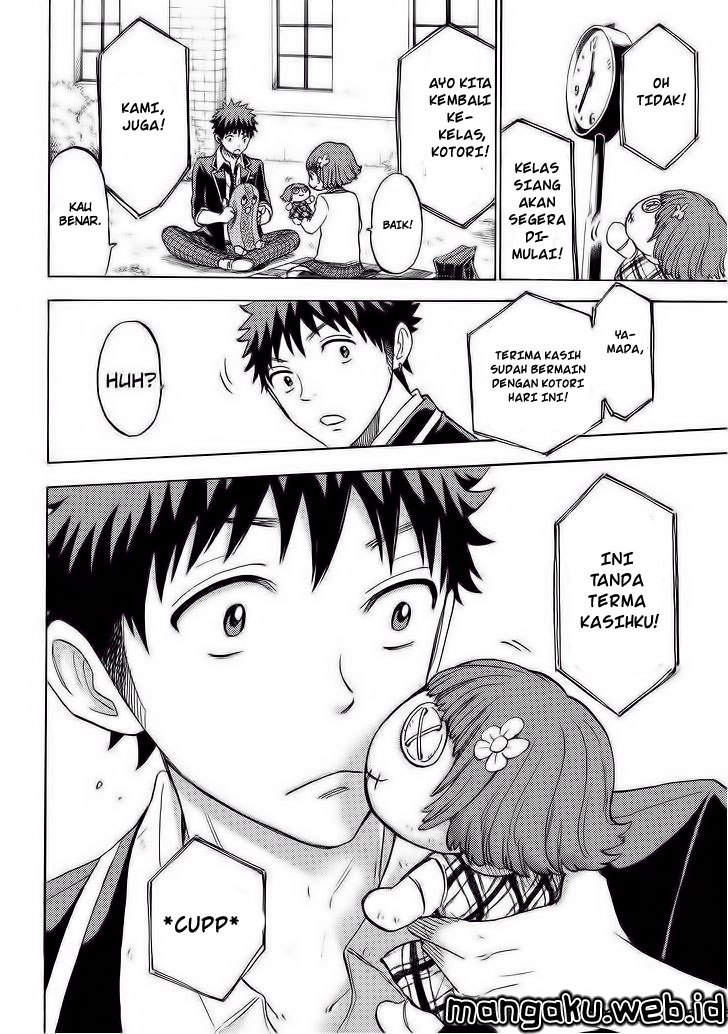 OH
TIDAK!
KELAS
SIANG
AKAN
SEGERA
DI-
MULAI!
AYO KITA
KEMBALI
KE-
KELAS,
KOTORI!
BAIK!
KAMI,
JUGA!
KAU
BENAR.
YA-
MADA,
TERIMA KASIH
SUDAH BERMAIN
DENGAN KOTORI
HARI INI!
HUH?
INI
TANDA
TERMA
KASIHKU!
*CUPP*
mangaku.web.id